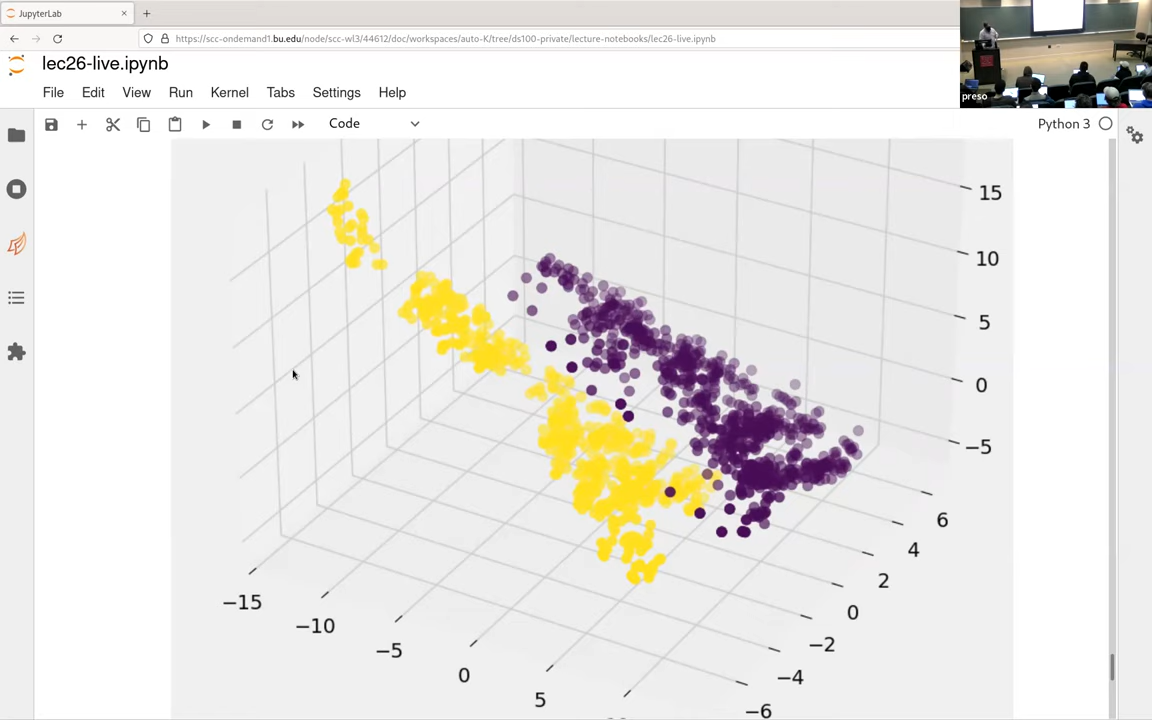 JupyterLab
https://scc-ondemand1.bu.edu/node/scc-wl3/44612/doc/workspaces/auto-K/tree/ds100-private/lecture-notebooks/lec26-live.ipynb
preso
lec26-live.ipynb
File Edit View Run Kernel Tabs Settings Help
Code
Python 3
15
10
5
0
−5
6
4
2
0
−2
−4
−6
−15
−10
−5
0
5